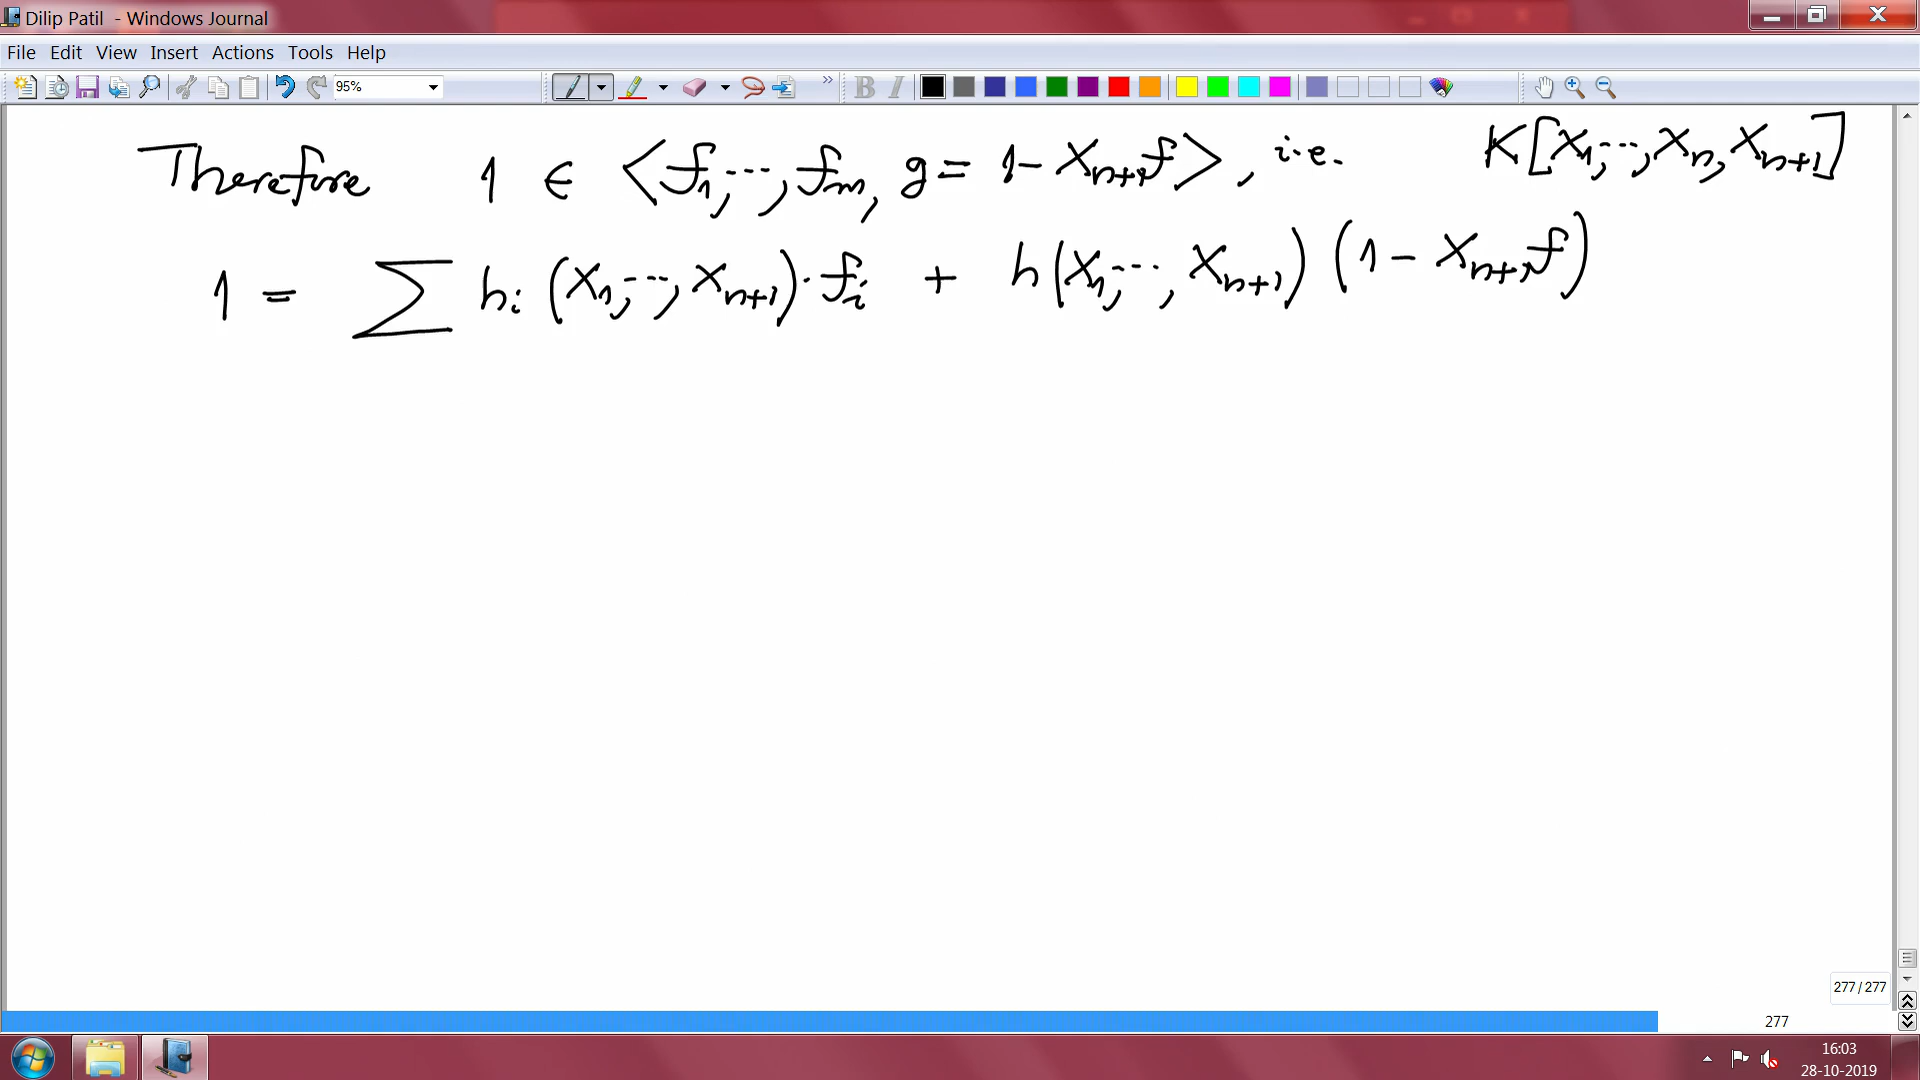 Dilip Patil - Windows Journal
File Edit View Insert Actions Tools Help
95%
Therefore 1 ∈ <f₁,...,fₘ, g = 1 - Xₙ₊₁f>, i.e. K[X₁,...,Xₙ, Xₙ₊₁]
1 = ∑ hᵢ (X₁,...,Xₙ₊₁)·fᵢ + h(X₁,...,Xₙ₊₁)(1 - Xₙ₊₁f)
277 / 277
277
16:03
28-10-2019